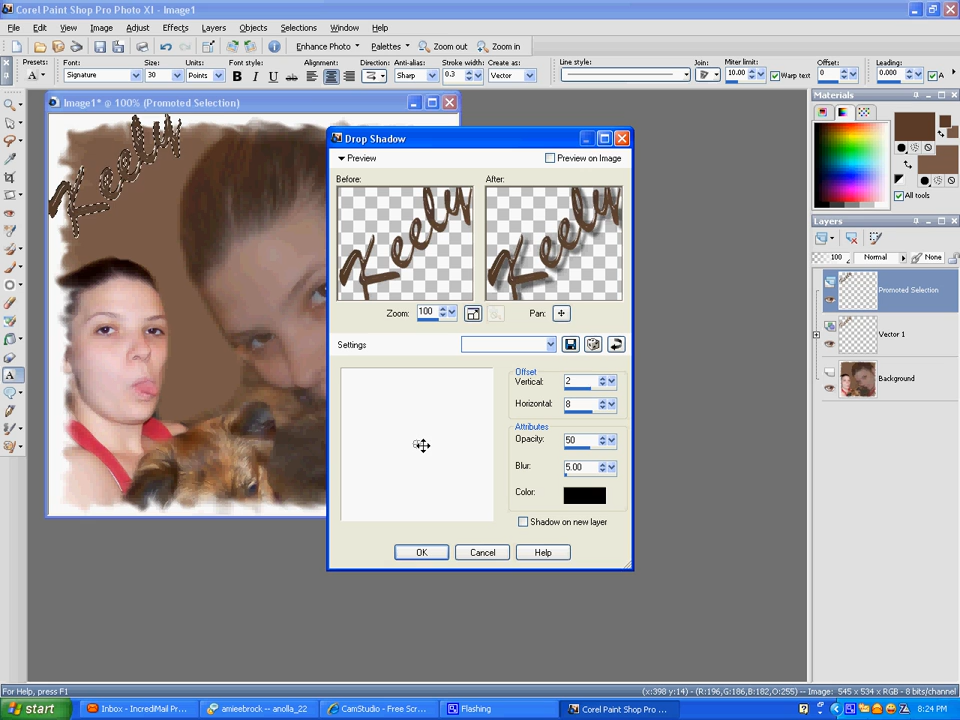 Corel Paint Shop Pro Photo XI - Image1
File Edit View Image Adjust Effects Layers Objects Selections Window Help
Enhance Photo Palettes Zoom out Zoom in
Presets: Font: Size: Units: Font style: Alignment: Direction: Anti-alias: Stroke width: Create as: Line style: Join: Miter limit: Offset: Leading:
A Signature 30 Points B I U ab Sharp 0.3 Vector 10.00 Warp text 0 0.000 A
Image1* @ 100% (Promoted Selection)
Keely
Drop Shadow
Preview
Preview on Image
Before: After:
Keely Keely
Zoom: 100 Pan:
Settings
Offset
Vertical: 2
Horizontal: 8
Attributes
Opacity: 50
Blur: 5.00
Color:
Shadow on new layer
OK Cancel Help
Materials
All tools
Layers
100 Normal None
Promoted Selection
Vector 1
Background
For Help, press F1
(x:398 y:14) - (R:196,G:186,B:182,O:255) -- Image: 545 x 534 x RGB - 8 bits/channel
start
Inbox - IncrediMail Pr...
amieebrock -- anolla_22
CamStudio - Free Scr...
Flashing
Corel Paint Shop Pro ...
8:24 PM